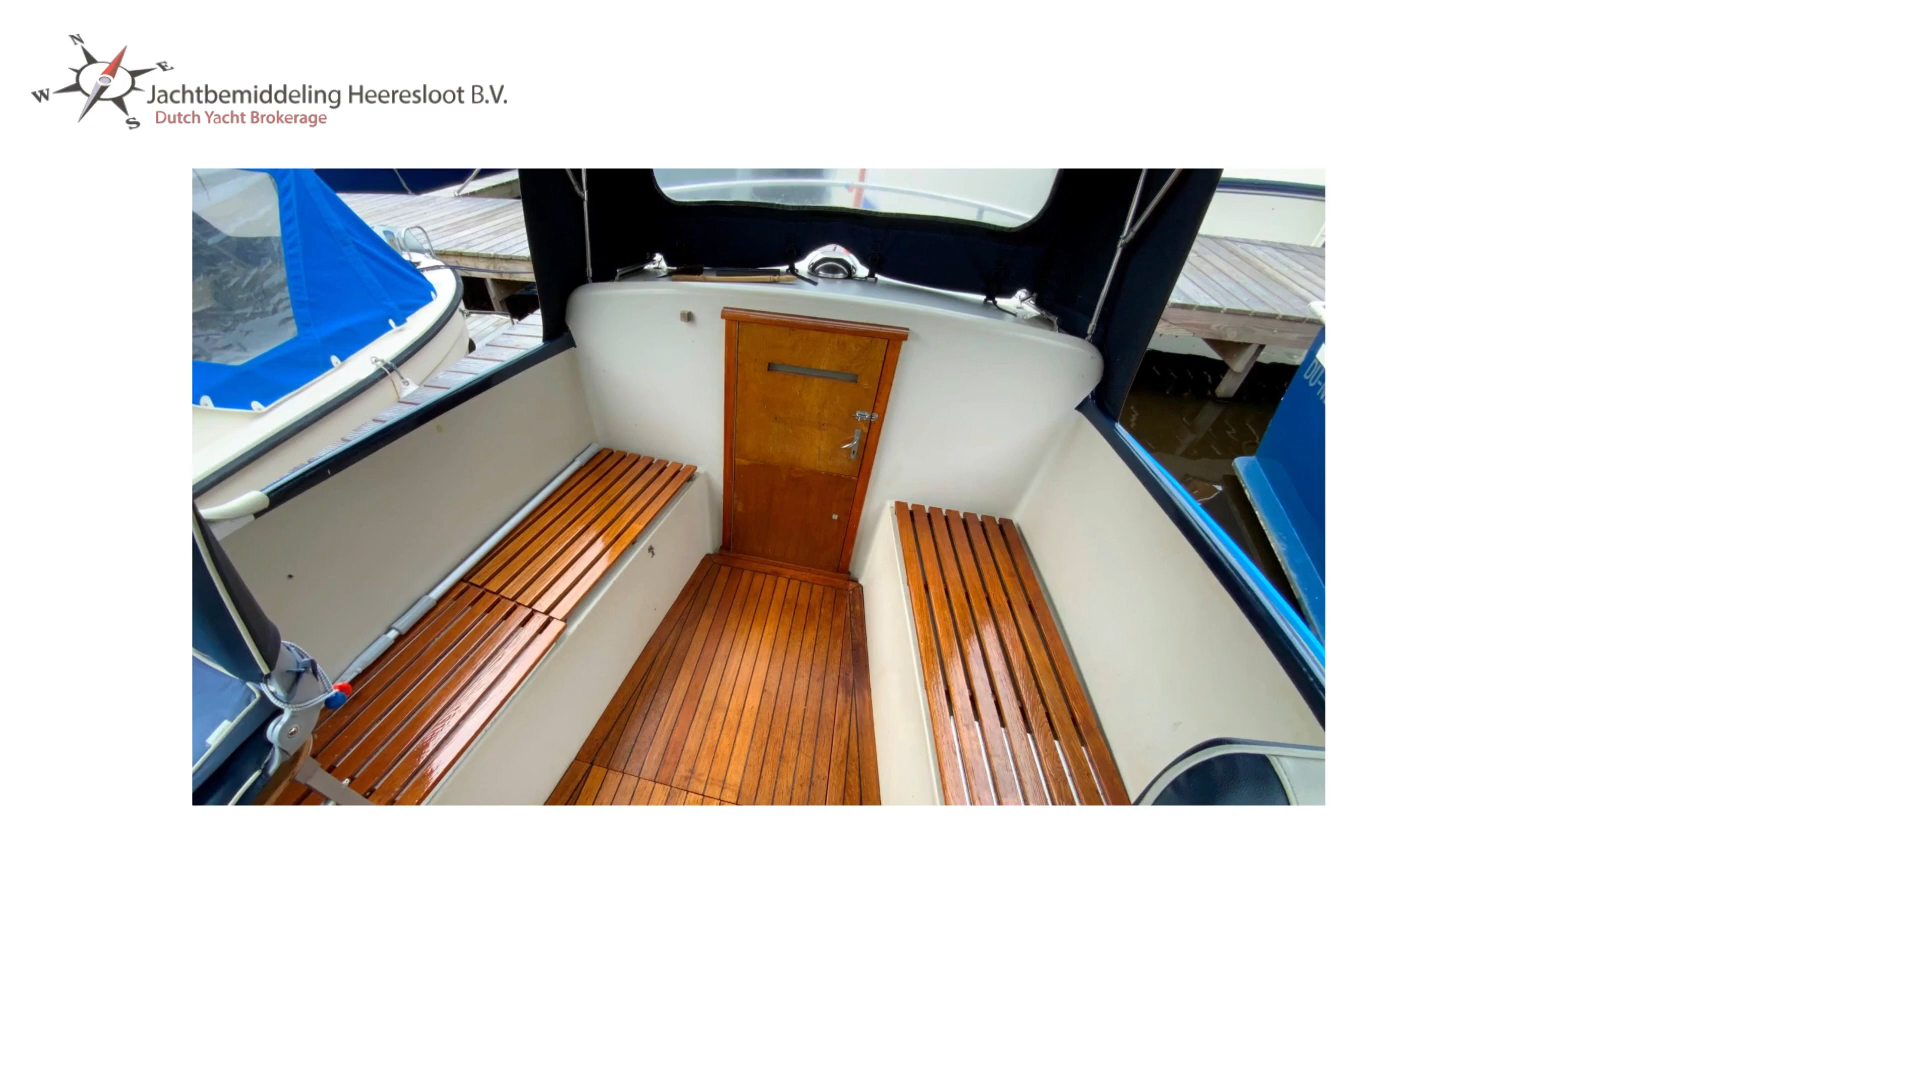 N
E
W
S
Jachtbemiddeling Heeresloot B.V.
Dutch Yacht Brokerage